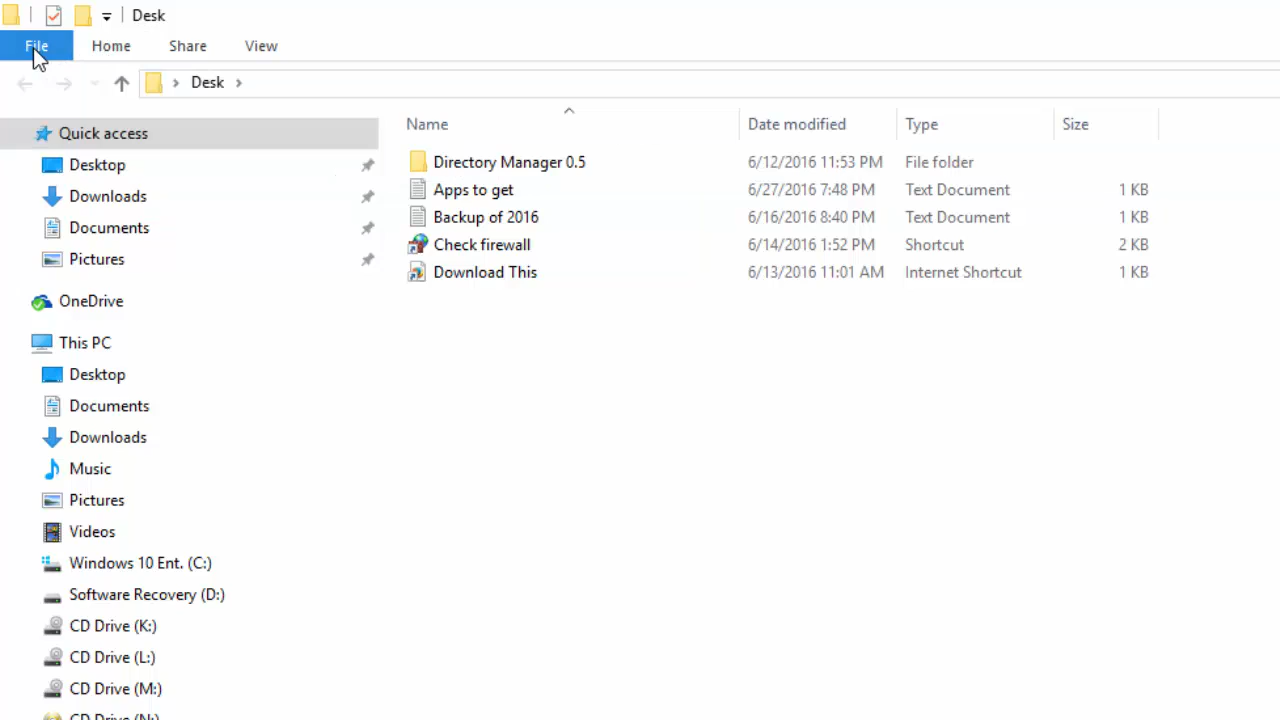 Desk
File Home Share View
Desk
Name Date modified Type Size
Quick access
Desktop
Downloads
Documents
Pictures
OneDrive
This PC
Desktop
Documents
Downloads
Music
Pictures
Videos
Windows 10 Ent. (C:)
Software Recovery (D:)
CD Drive (K:)
CD Drive (L:)
CD Drive (M:)
CD Drive (N:)
Directory Manager 0.5 6/12/2016 11:53 PM File folder
Apps to get 6/27/2016 7:48 PM Text Document 1 KB
Backup of 2016 6/16/2016 8:40 PM Text Document 1 KB
Check firewall 6/14/2016 1:52 PM Shortcut 2 KB
Download This 6/13/2016 11:01 AM Internet Shortcut 1 KB